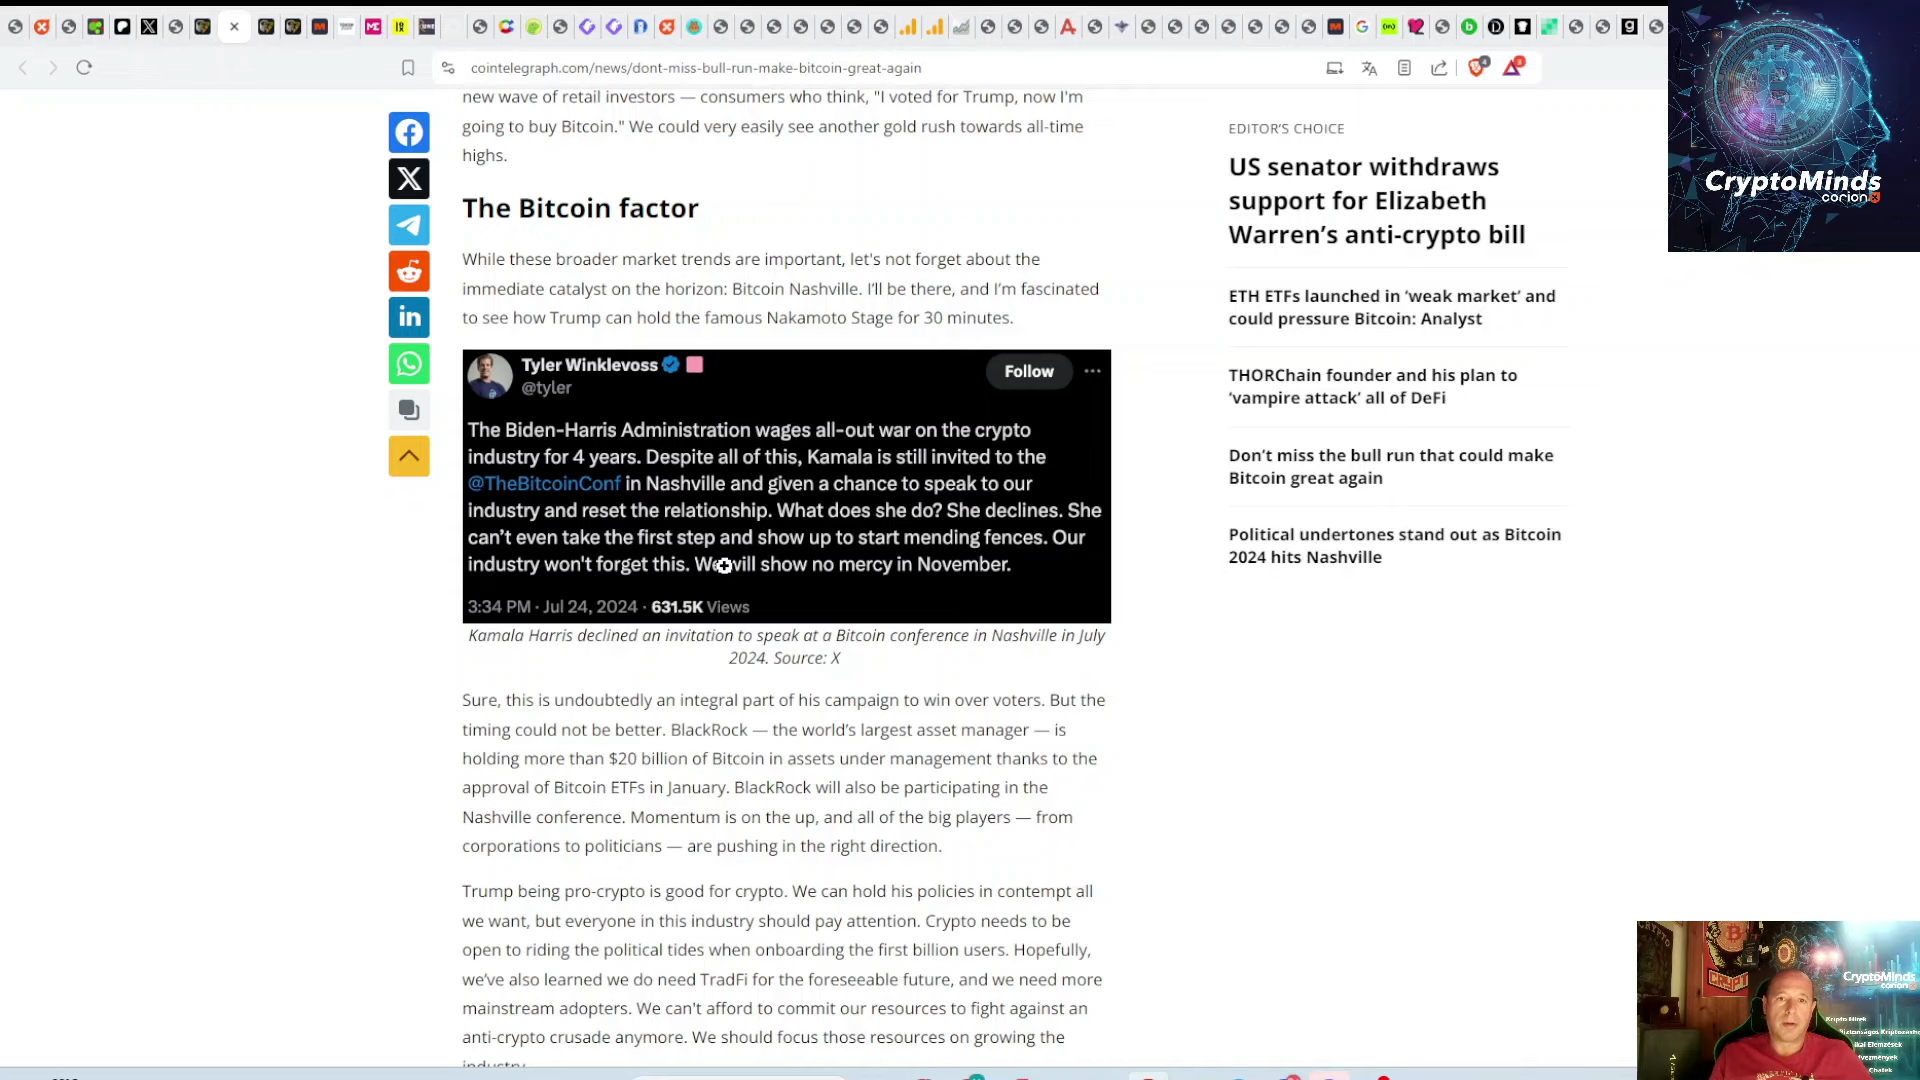 cointelegraph.com/news/dont-miss-bull-run-make-bitcoin-great-again
new wave of retail investors — consumers who think, "I voted for Trump, now I'm
going to buy Bitcoin." We could very easily see another gold rush towards all-time
highs.
The Bitcoin factor
While these broader market trends are important, let's not forget about the
immediate catalyst on the horizon: Bitcoin Nashville. I'll be there, and I'm fascinated
to see how Trump can hold the famous Nakamoto Stage for 30 minutes.
Tyler Winklevoss
@tyler
Follow
The Biden-Harris Administration wages all-out war on the crypto
industry for 4 years. Despite all of this, Kamala is still invited to the
@TheBitcoinConf in Nashville and given a chance to speak to our
industry and reset the relationship. What does she do? She declines. She
can't even take the first step and show up to start mending fences. Our
industry won't forget this. We will show no mercy in November.
3:34 PM · Jul 24, 2024 · 631.5K Views
Kamala Harris declined an invitation to speak at a Bitcoin conference in Nashville in July
2024. Source: X
Sure, this is undoubtedly an integral part of his campaign to win over voters. But the
timing could not be better. BlackRock — the world's largest asset manager — is
holding more than $20 billion of Bitcoin in assets under management thanks to the
approval of Bitcoin ETFs in January. BlackRock will also be participating in the
Nashville conference. Momentum is on the up, and all of the big players — from
corporations to politicians — are pushing in the right direction.
Trump being pro-crypto is good for crypto. We can hold his policies in contempt all
we want, but everyone in this industry should pay attention. Crypto needs to be
open to riding the political tides when onboarding the first billion users. Hopefully,
we've also learned we do need TradFi for the foreseeable future, and we need more
mainstream adopters. We can't afford to commit our resources to fight against an
anti-crypto crusade anymore. We should focus those resources on growing the
industry.
EDITOR'S CHOICE
US senator withdraws
support for Elizabeth
Warren's anti-crypto bill
ETH ETFs launched in 'weak market' and
could pressure Bitcoin: Analyst
THORChain founder and his plan to
'vampire attack' all of DeFi
Don't miss the bull run that could make
Bitcoin great again
Political undertones stand out as Bitcoin
2024 hits Nashville
CryptoMinds
corion
CryptoMinds
corion
Kripto Hírek